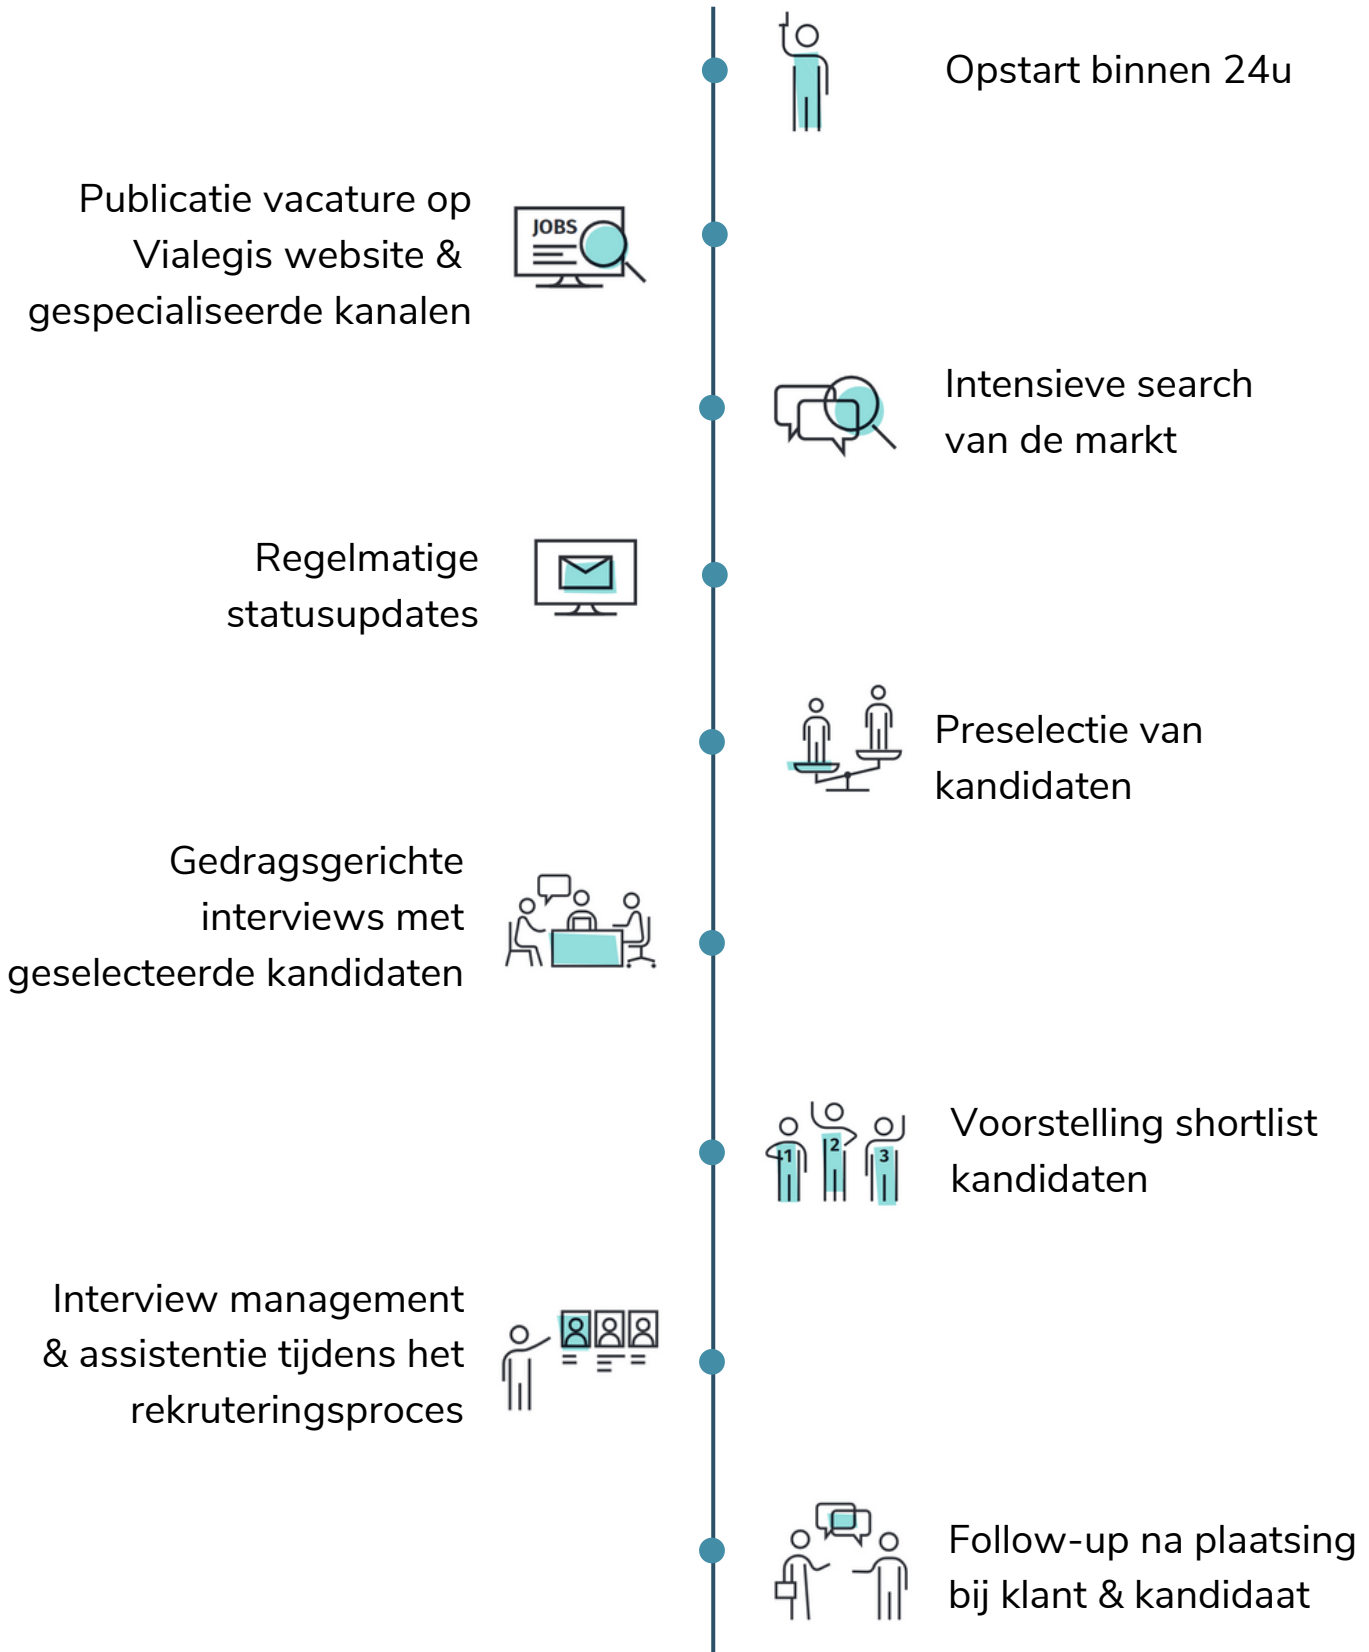 Opstart binnen 24u
Publicatie vacature op
Vialegis website &
gespecialiseerde kanalen
JOBS
Intensieve search
van de markt
Regelmatige
statusupdates
Preselectie van
kandidaten
Gedragsgerichte
interviews met
geselecteerde kandidaten
1
2
3
Voorstelling shortlist
kandidaten
Interview management
& assistentie tijdens het
rekruteringsproces
Follow-up na plaatsing
bij klant & kandidaat